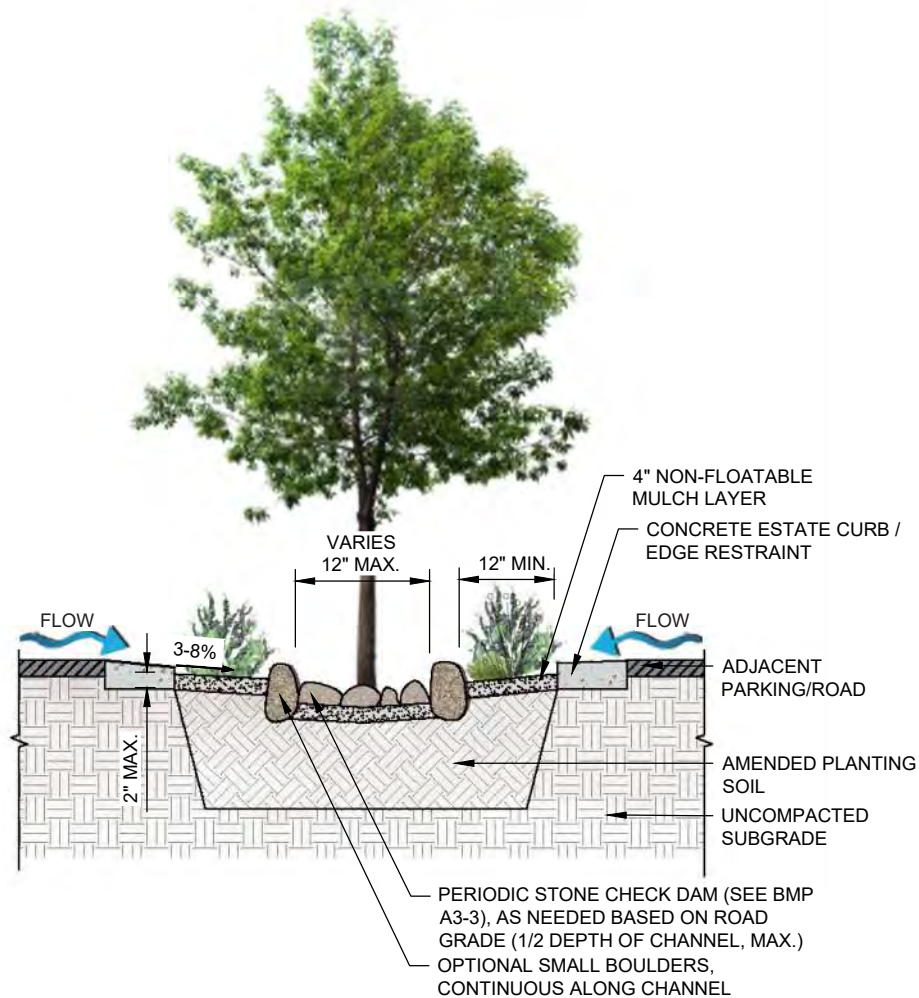 4" NON-FLOATABLE
MULCH LAYER
CONCRETE ESTATE CURB /
EDGE RESTRAINT
VARIES
12" MAX.
12" MIN.
FLOW
FLOW
3-8%
ADJACENT
PARKING/ROAD
2" MAX.
AMENDED PLANTING
SOIL
UNCOMPACTED
SUBGRADE
PERIODIC STONE CHECK DAM (SEE BMP
A3-3), AS NEEDED BASED ON ROAD
GRADE (1/2 DEPTH OF CHANNEL, MAX.)
OPTIONAL SMALL BOULDERS,
CONTINUOUS ALONG CHANNEL